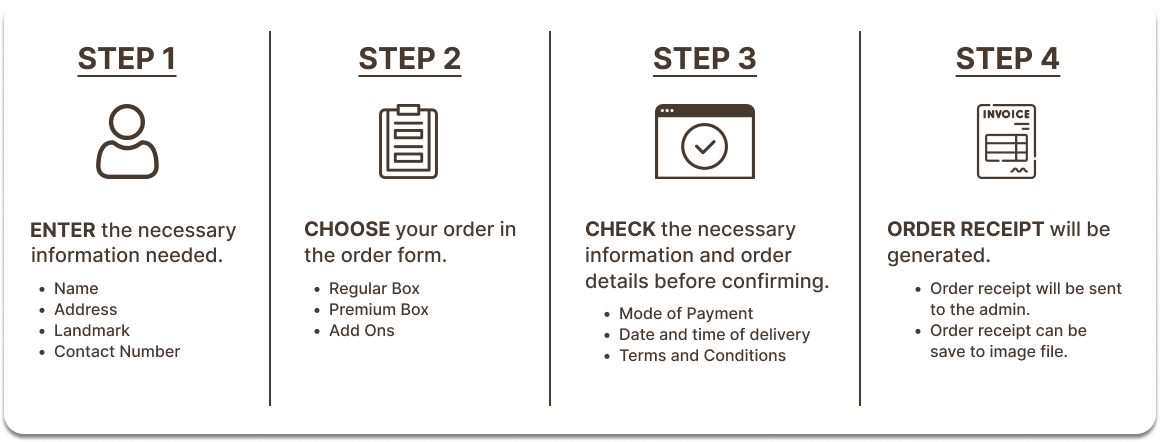 STEP 1
ENTER the necessary
information needed.
• Name
• Address
• Landmark
• Contact Number
STEP 2
CHOOSE your order in
the order form.
• Regular Box
• Premium Box
• Add Ons
STEP 3
CHECK the necessary
information and order
details before confirming.
• Mode of Payment
• Date and time of delivery
• Terms and Conditions
STEP 4
INVOICE
ORDER RECEIPT will be
generated.
• Order receipt will be sent
to the admin.
• Order receipt can be
save to image file.